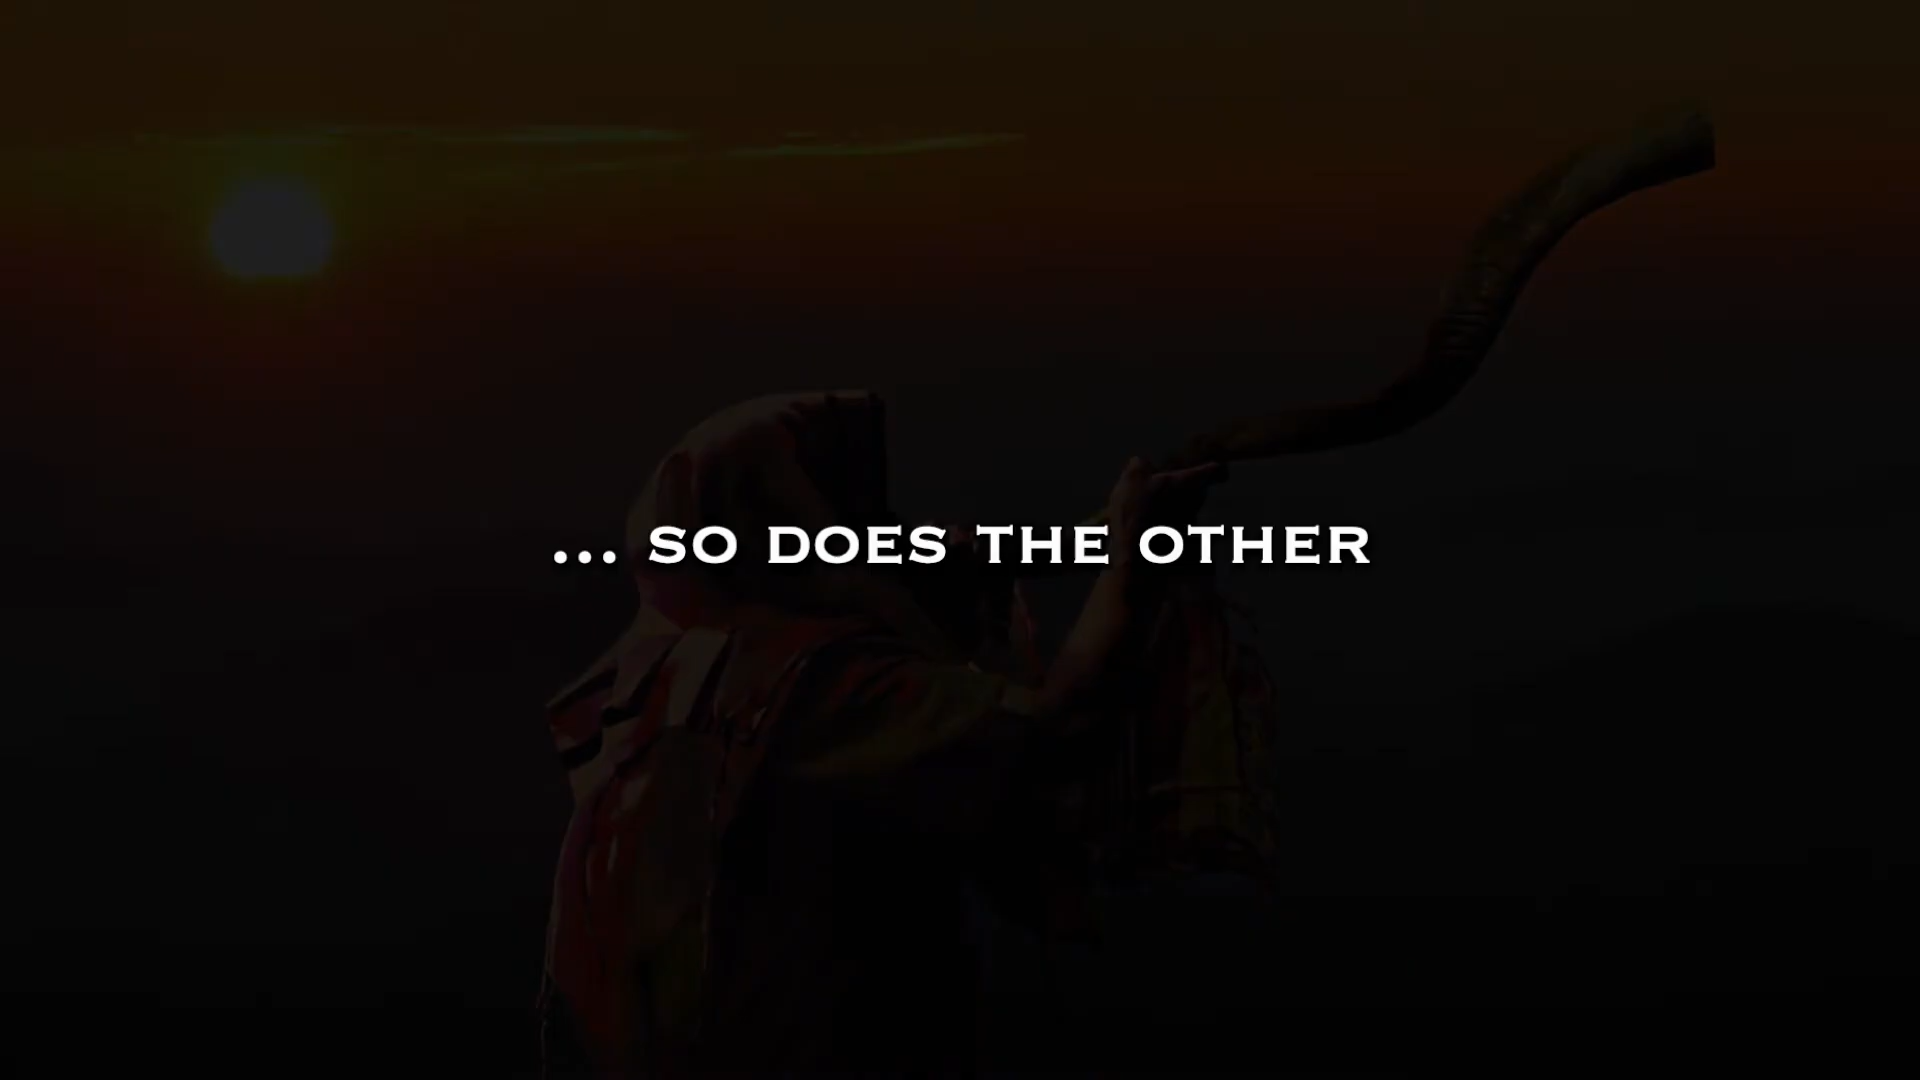 ... SO DOES THE OTHER